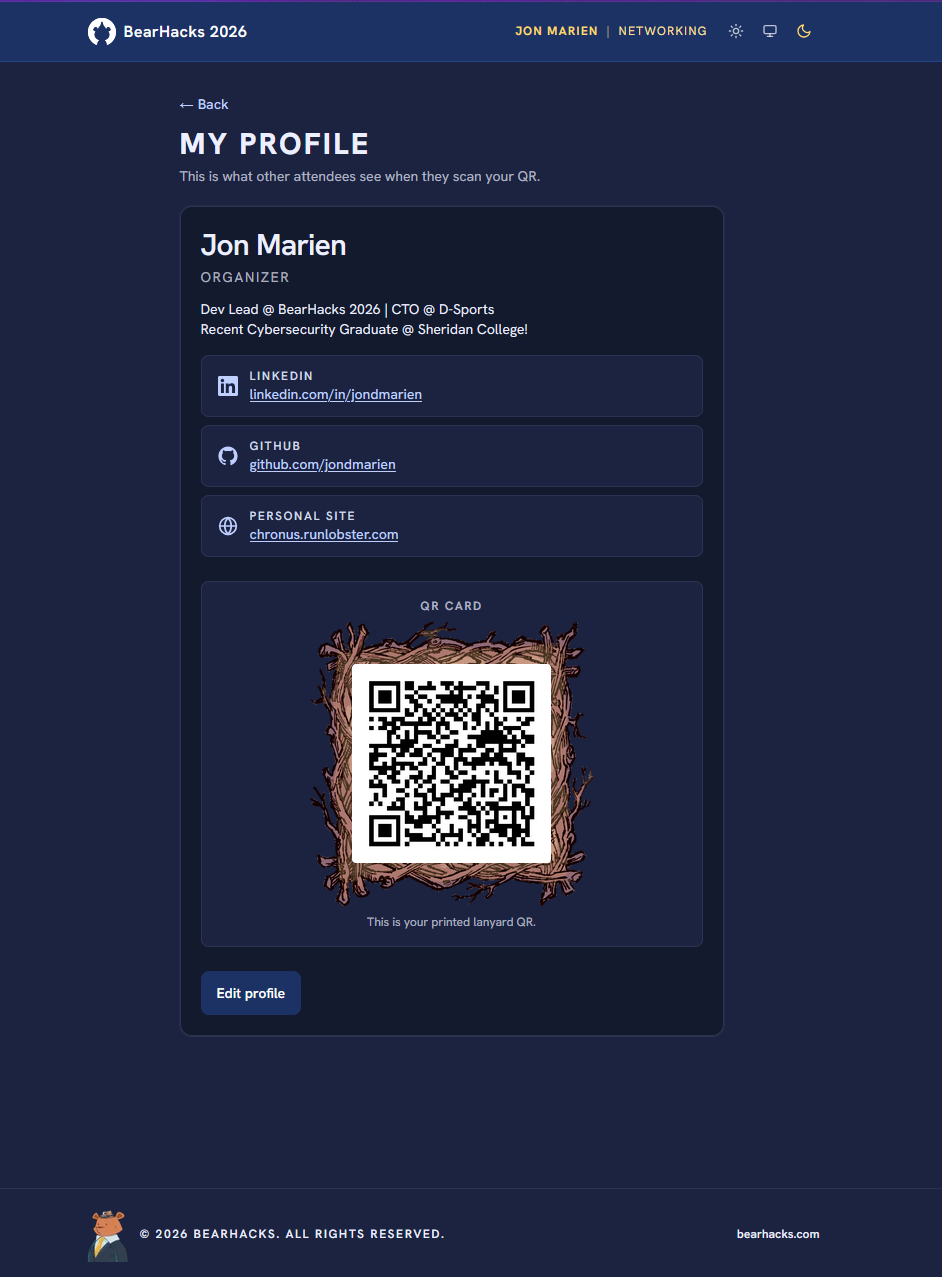 BearHacks 2026
JON MARIEN | NETWORKING
← Back
MY PROFILE
This is what other attendees see when they scan your QR.
Jon Marien
ORGANIZER
Dev Lead @ BearHacks 2026 | CTO @ D-Sports
Recent Cybersecurity Graduate @ Sheridan College!
LINKEDIN
linkedin.com/in/jondmarien
GITHUB
github.com/jondmarien
PERSONAL SITE
chronus.runlobster.com
QR CARD
This is your printed lanyard QR.
Edit profile
© 2026 BEARHACKS. ALL RIGHTS RESERVED.
bearhacks.com